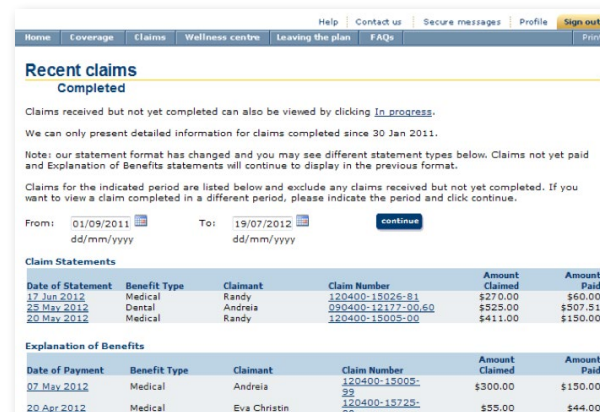 Help Contact us Secure messages Profile Sign out
Home Coverage Claims Wellness centre Leaving the plan FAQs Print
Recent claims
Completed
Claims received but not yet completed can also be viewed by clicking In progress.
We can only present detailed information for claims completed since 30 Jan 2011.
Note: our statement format has changed and you may see different statement types below. Claims not yet paid
and Explanation of Benefits statements will continue to display in the previous format.
Claims for the indicated period are listed below and exclude any claims received but not yet completed. If you
want to view a claim completed in a different period, please indicate the period and click continue.
From: 01/09/2011 To: 19/07/2012 continue
dd/mm/yyyy dd/mm/yyyy
Claim Statements
Amount Amount
Date of Statement Benefit Type Claimant Claim Number Claimed Paid
17 Jun 2012 Medical Randy 120400-15026-81 $270.00 $60.00
25 May 2012 Dental Andreia 090400-12177-00,60 $525.00 $507.51
20 May 2012 Medical Randy 120400-15005-00 $411.00 $150.00
Explanation of Benefits
Amount Amount
Date of Payment Benefit Type Claimant Claim Number Claimed Paid
07 May 2012 Medical Andreia 120400-15005- $300.00 $150.00
99
20 Apr 2012 Medical Eva Christin 120400-15725- $55.00 $44.00